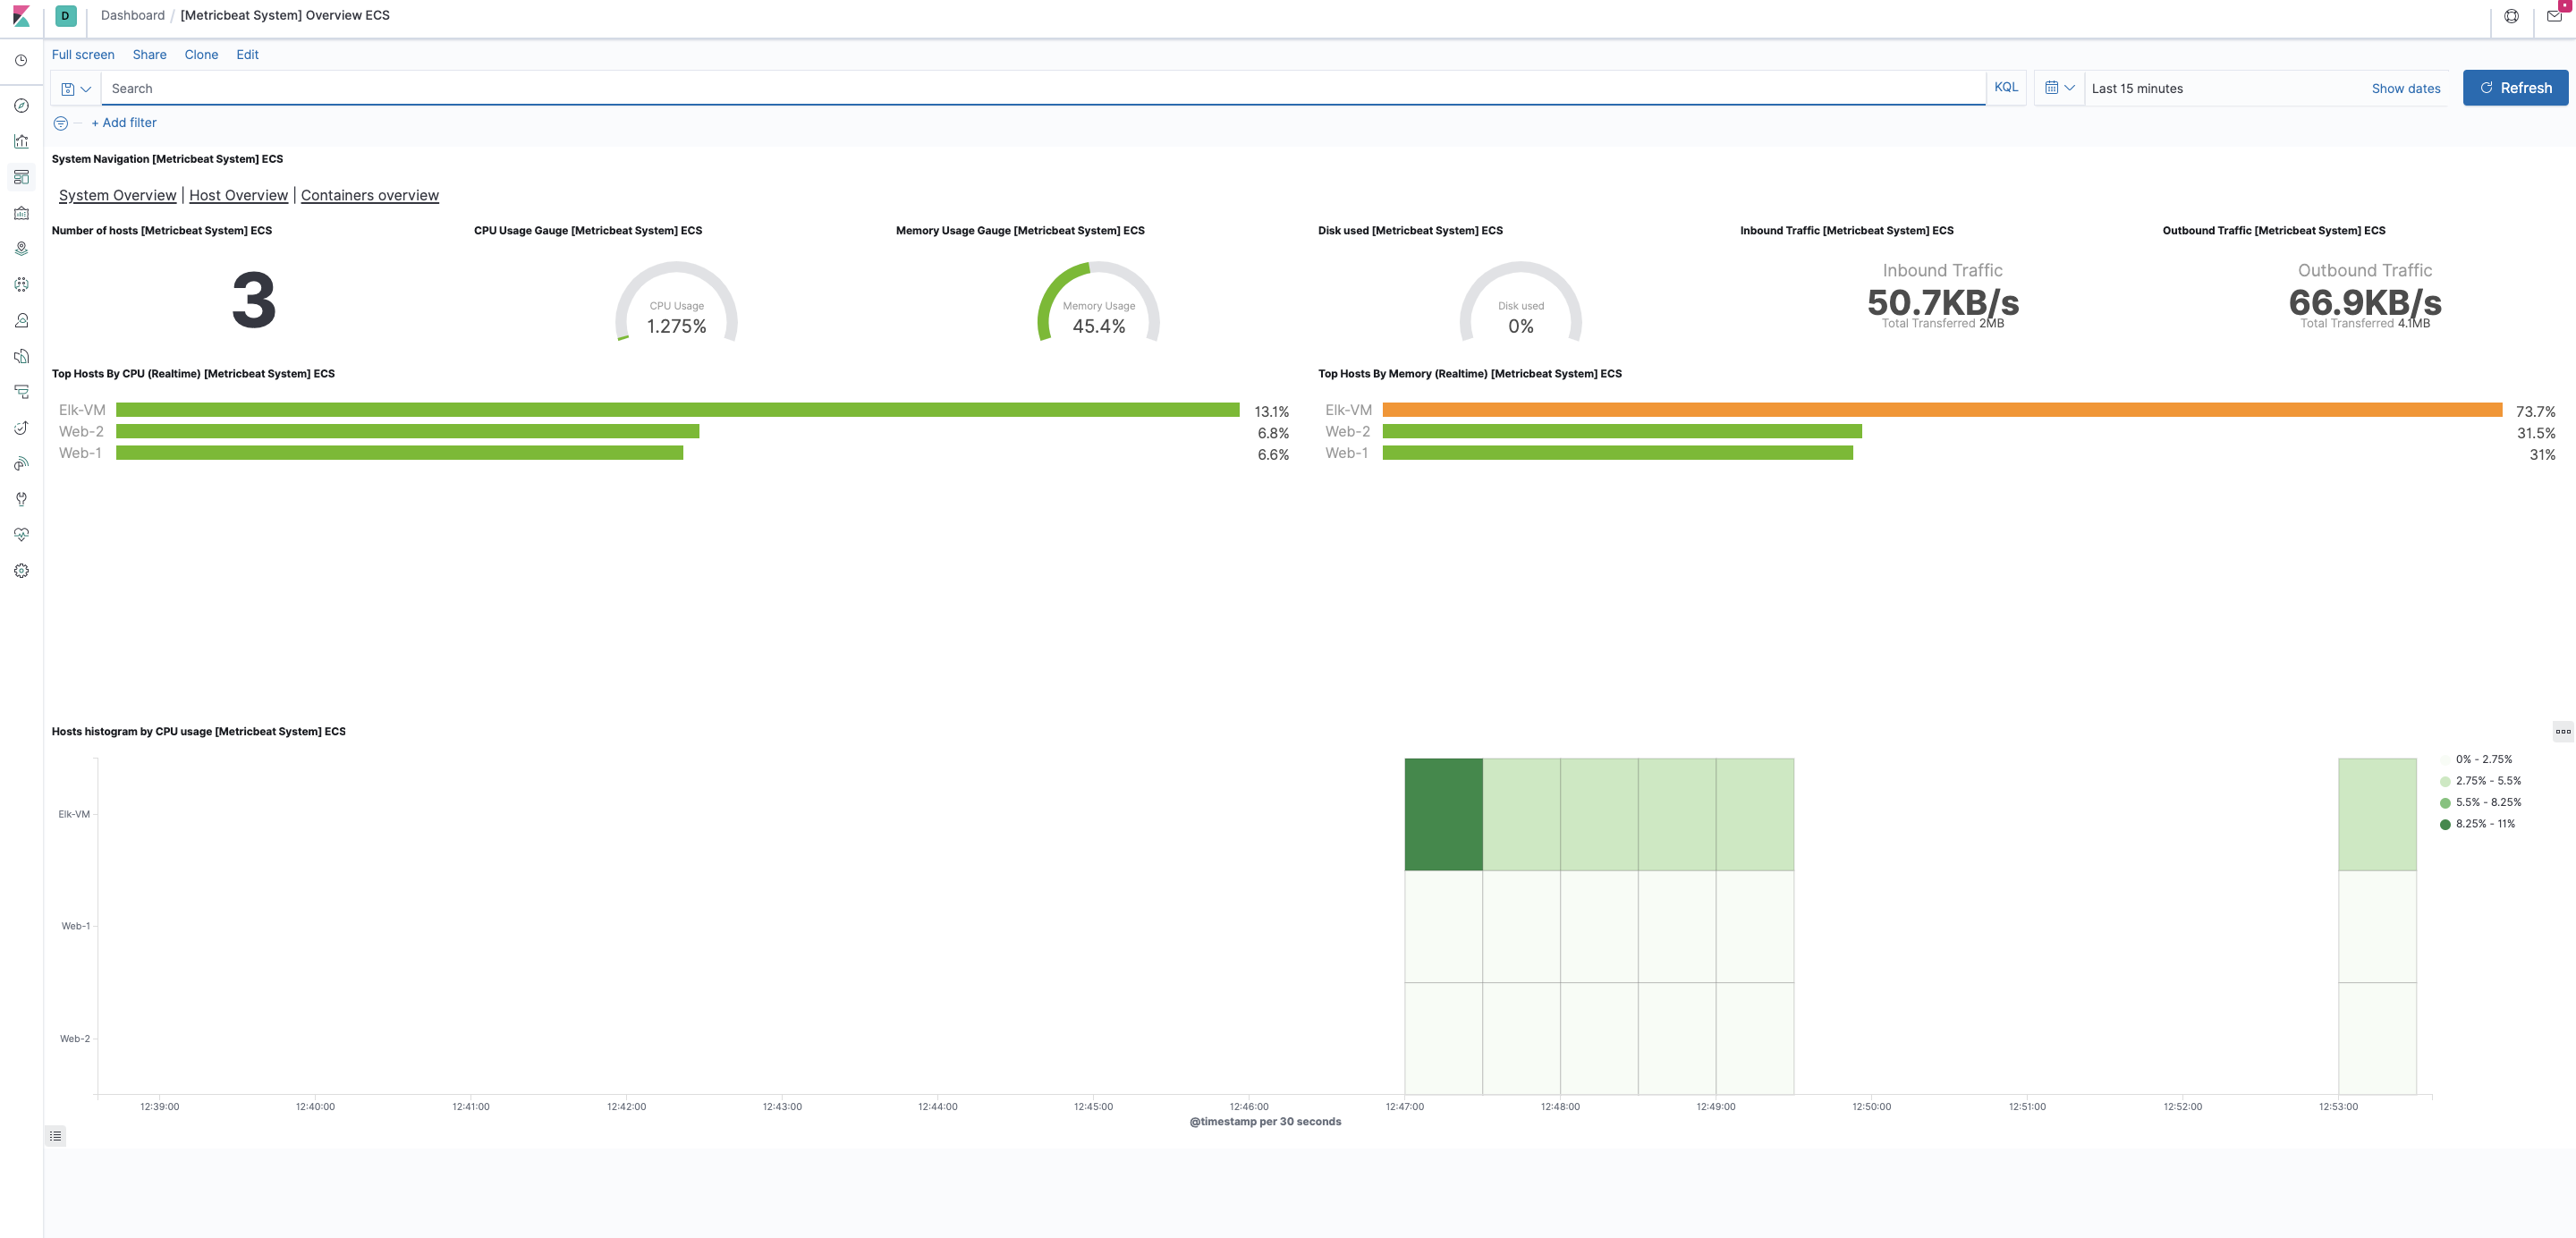 D Dashboard / [Metricbeat System] Overview ECS
Full screen Share Clone Edit
Search KQL Last 15 minutes Show dates Refresh
+ Add filter
System Navigation [Metricbeat System] ECS
System Overview | Host Overview | Containers overview
Number of hosts [Metricbeat System] ECS
3
CPU Usage Gauge [Metricbeat System] ECS
CPU Usage
1.275%
Memory Usage Gauge [Metricbeat System] ECS
Memory Usage
45.4%
Disk used [Metricbeat System] ECS
Disk used
0%
Inbound Traffic [Metricbeat System] ECS
Inbound Traffic
50.7KB/s
Total Transferred 2MB
Outbound Traffic [Metricbeat System] ECS
Outbound Traffic
66.9KB/s
Total Transferred 4.1MB
Top Hosts By CPU (Realtime) [Metricbeat System] ECS
Elk-VM 13.1%
Web-2 6.8%
Web-1 6.6%
Top Hosts By Memory (Realtime) [Metricbeat System] ECS
Elk-VM 73.7%
Web-2 31.5%
Web-1 31%
Hosts histogram by CPU usage [Metricbeat System] ECS
0% - 2.75%
2.75% - 5.5%
5.5% - 8.25%
8.25% - 11%
Elk-VM
Web-1
Web-2
12:39:00 12:40:00 12:41:00 12:42:00 12:43:00 12:44:00 12:45:00 12:46:00 12:47:00 12:48:00 12:49:00 12:50:00 12:51:00 12:52:00 12:53:00
@timestamp per 30 seconds